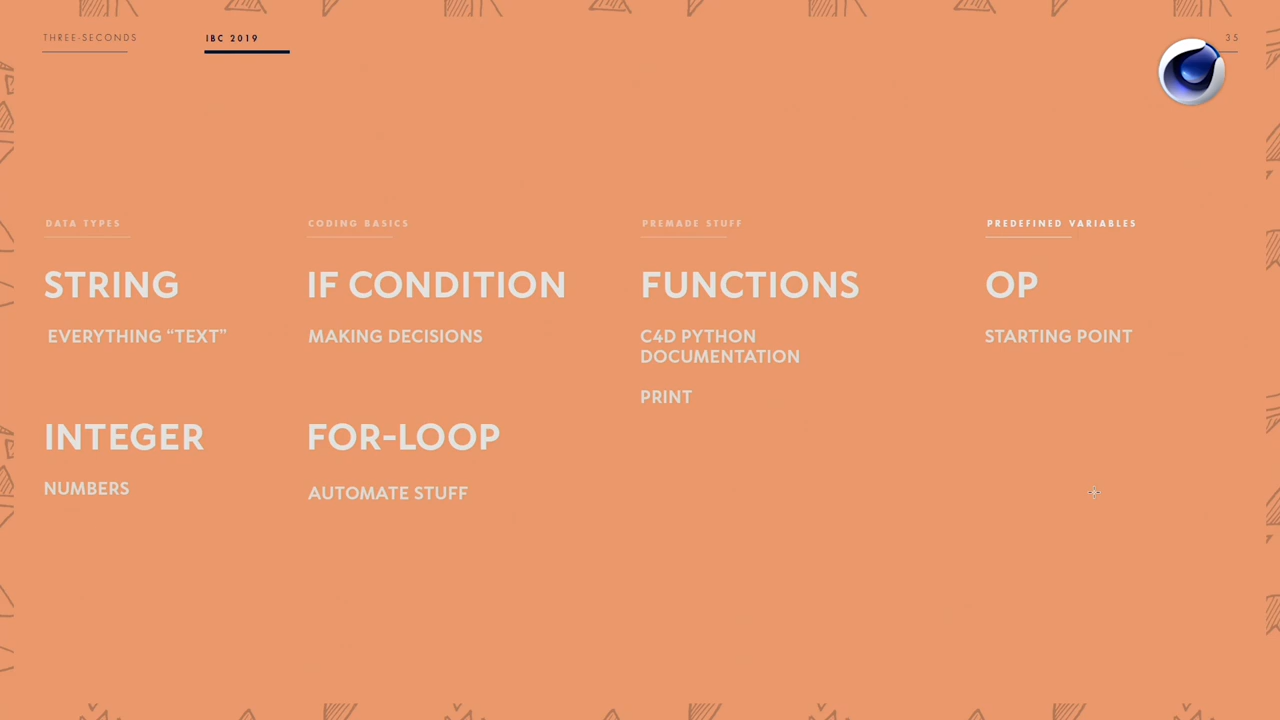 THREE-SECONDS
IBC 2019
35
DATA TYPES
STRING
EVERYTHING “TEXT”
INTEGER
NUMBERS
CODING BASICS
IF CONDITION
MAKING DECISIONS
FOR-LOOP
AUTOMATE STUFF
PREMADE STUFF
FUNCTIONS
C4D PYTHON
DOCUMENTATION
PRINT
PREDEFINED VARIABLES
OP
STARTING POINT